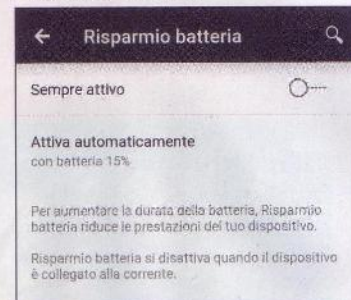 Risparmio batteria
Sempre attivo
Attiva automaticamente
con batteria 15%
Per aumentare la durata della batteria, Risparmio
batteria riduce le prestazioni del tuo dispositivo.
Risparmio batteria si disattiva quando il dispositivo
è collegato alla corrente.